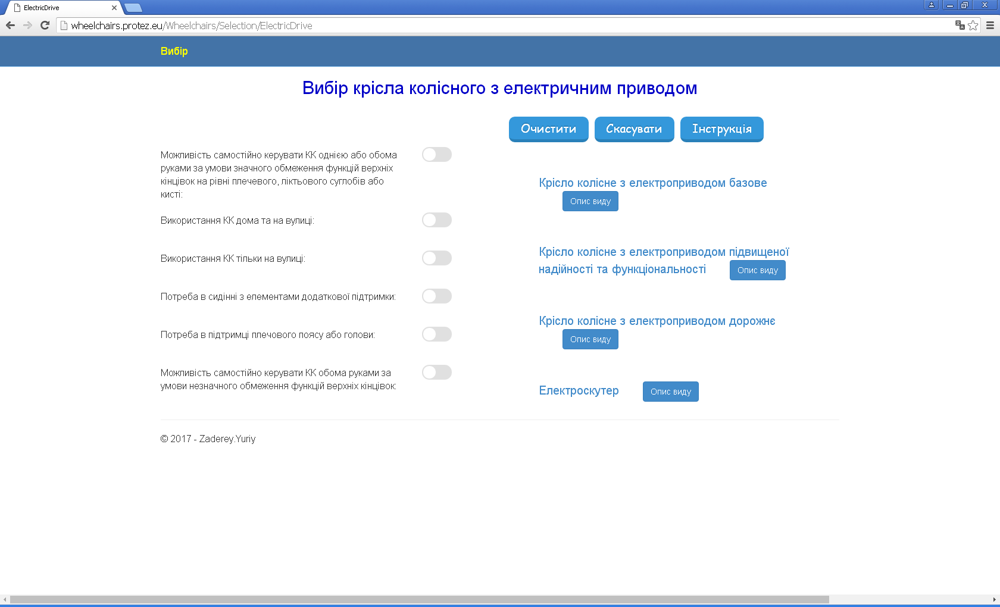 ElectricDrive
wheelchairs.protez.eu/Wheelchairs/Selection/ElectricDrive
Вибір
Вибір крісла колісного з електричним приводом
Очистити
Скасувати
Інструкція
Можливість самостійно керувати КК однією або обома
руками за умови значного обмеження функцій верхніх
кінцівок на рівні плечевого, ліктьового суглобів або
кисті:
Використання КК дома та на вулиці:
Використання КК тільки на вулиці:
Потреба в сидінні з елементами додаткової підтримки:
Потреба в підтримці плечового поясу або голови:
Можливість самостійно керувати КК обома руками за
умови незначного обмеження функцій верхніх кінцівок:
Крісло колісне з електроприводом базове
Опис виду
Крісло колісне з електроприводом підвищеної
надійності та функціональності
Опис виду
Крісло колісне з електроприводом дорожнє
Опис виду
Електроскутер
Опис виду
© 2017 - Zaderey.Yuriy